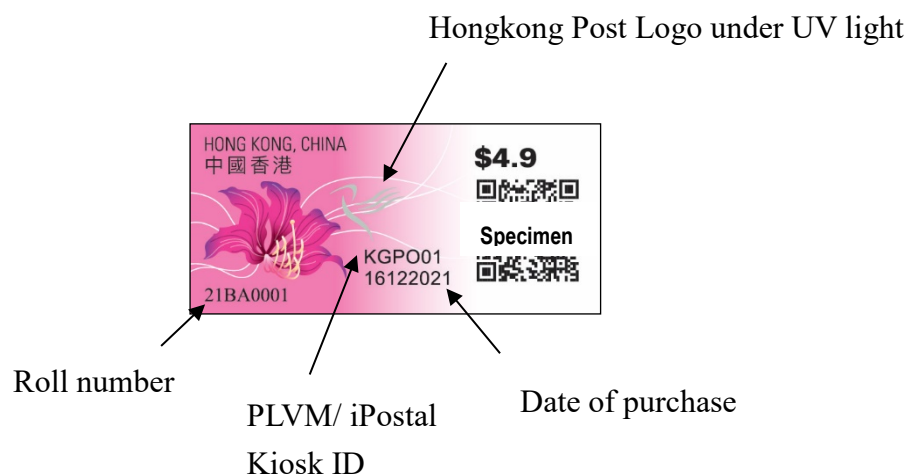 Hongkong Post Logo under UV light
HONG KONG, CHINA
中國香港
$4.9
Specimen
KGPO01
16122021
21BA0001
Roll number
PLVM/ iPostal
Kiosk ID
Date of purchase